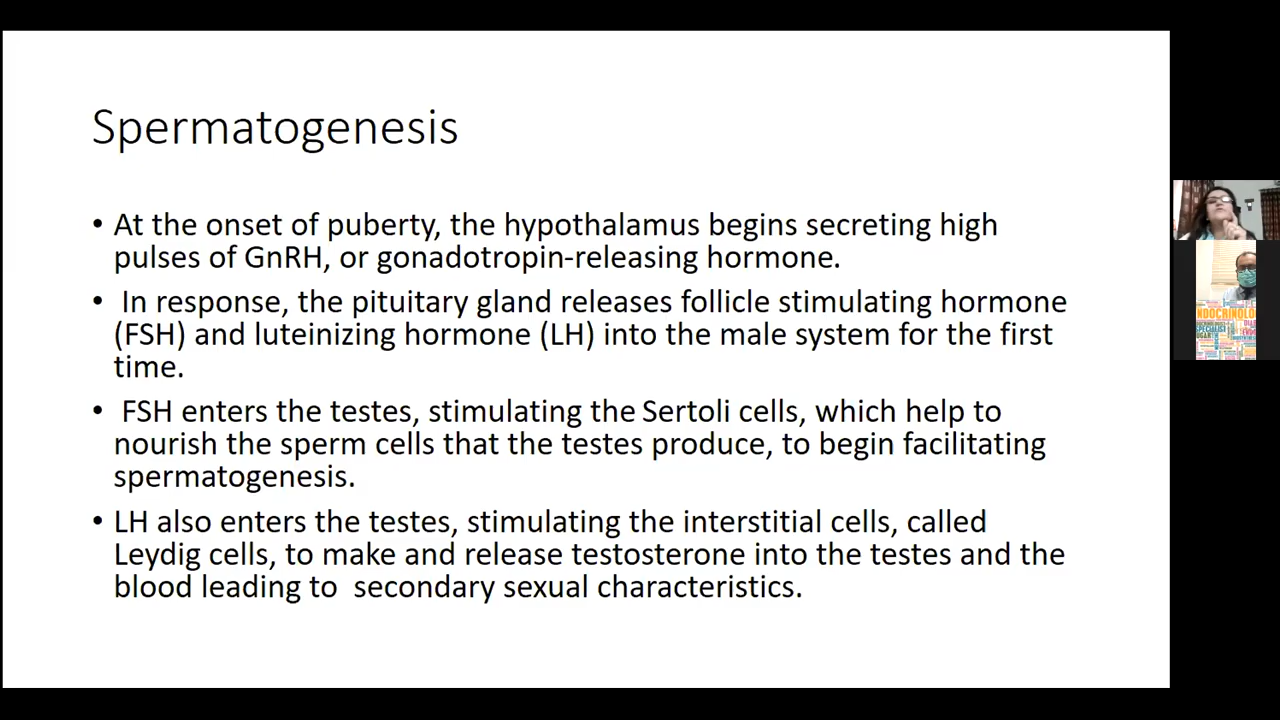 Spermatogenesis
• At the onset of puberty, the hypothalamus begins secreting high
pulses of GnRH, or gonadotropin-releasing hormone.
• In response, the pituitary gland releases follicle stimulating hormone
(FSH) and luteinizing hormone (LH) into the male system for the first
time.
• FSH enters the testes, stimulating the Sertoli cells, which help to
nourish the sperm cells that the testes produce, to begin facilitating
spermatogenesis.
• LH also enters the testes, stimulating the interstitial cells, called
Leydig cells, to make and release testosterone into the testes and the
blood leading to secondary sexual characteristics.
SPECIALIST